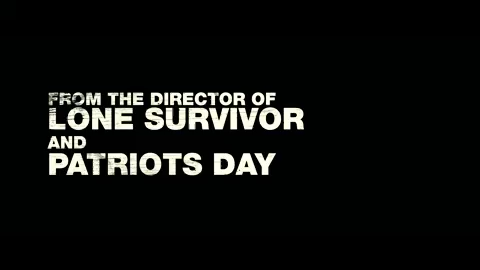 FROM THE DIRECTOR OF
LONE SURVIVOR
AND
PATRIOTS DAY